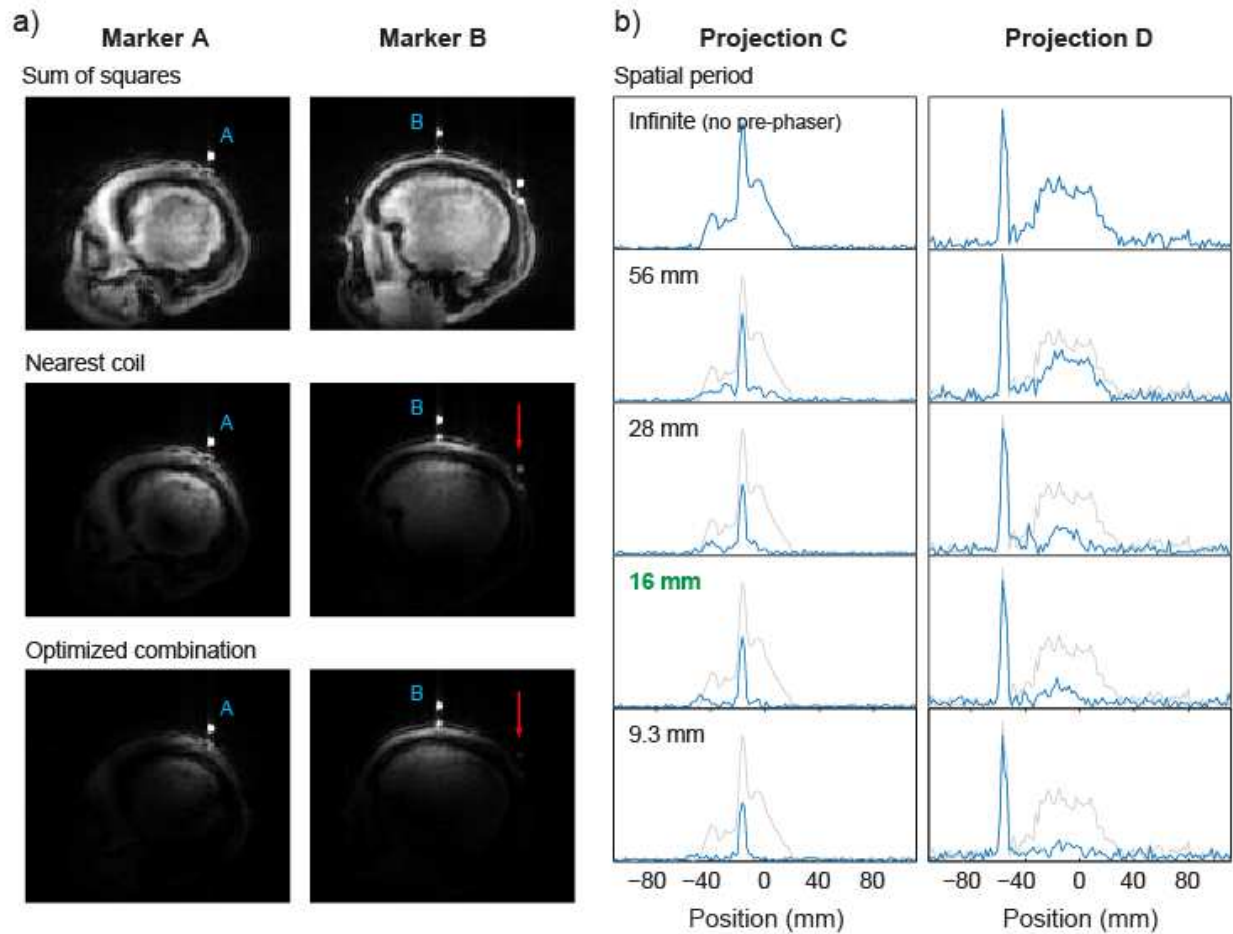 a)
Marker A
Marker B
Sum of squares
A
B
Nearest coil
A
B
Optimized combination
A
B
b)
Projection C
Projection D
Spatial period
Infinite (no pre-phaser)
56 mm
28 mm
16 mm
9.3 mm
−80 −40 0 40 80
−80 −40 0 40 80
Position (mm)
Position (mm)